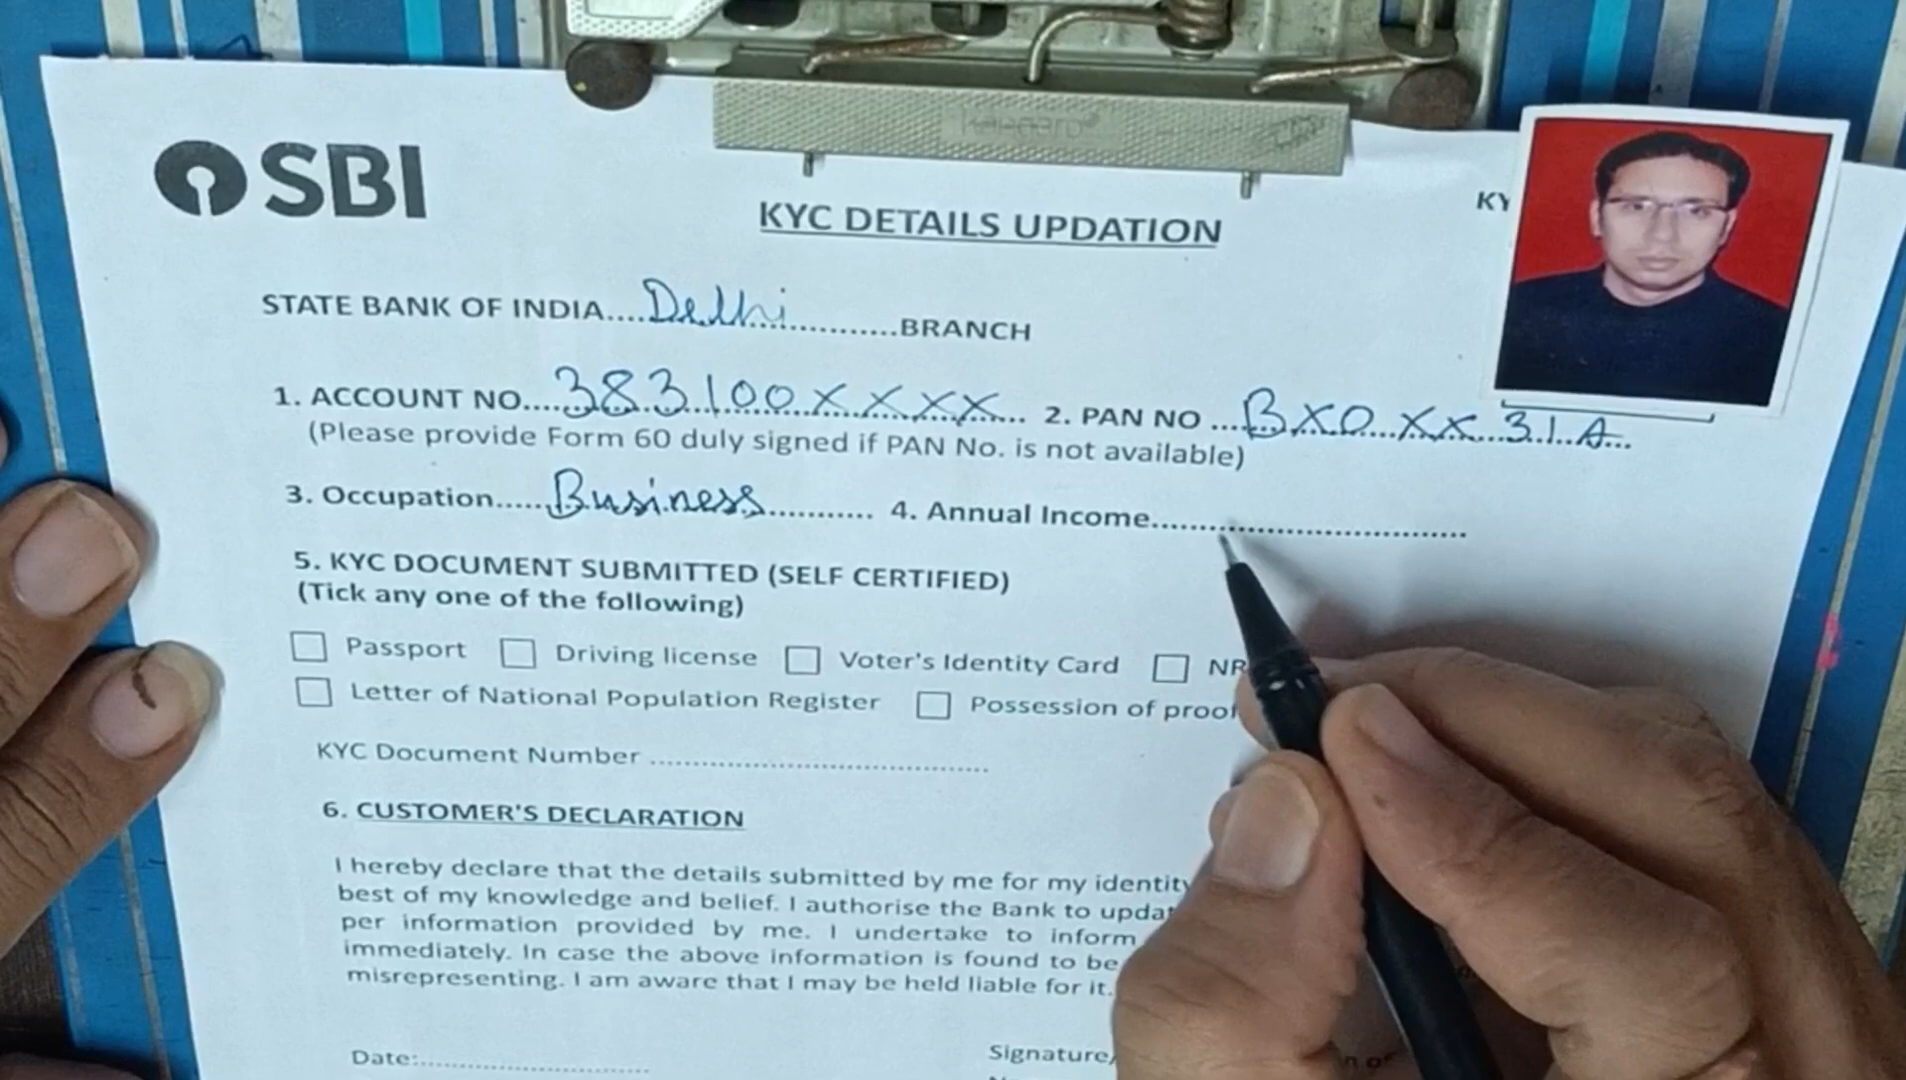 SBI
KYC DETAILS UPDATION
KY
STATE BANK OF INDIA....Delhi...............BRANCH
1. ACCOUNT NO....383100XXXX... 2. PAN NO ...BXOXX31A...
(Please provide Form 60 duly signed if PAN No. is not available)
3. Occupation.....Business........... 4. Annual Income......................................
5. KYC DOCUMENT SUBMITTED (SELF CERTIFIED)
(Tick any one of the following)
Passport Driving license Voter's Identity Card NR
Letter of National Population Register Possession of proof
KYC Document Number ........................................
6. CUSTOMER'S DECLARATION
I hereby declare that the details submitted by me for my identity
best of my knowledge and belief. I authorise the Bank to updat
per information provided by me. I undertake to inform
immediately. In case the above information is found to be
misrepresenting. I am aware that I may be held liable for it.
Date:............................ Signature/